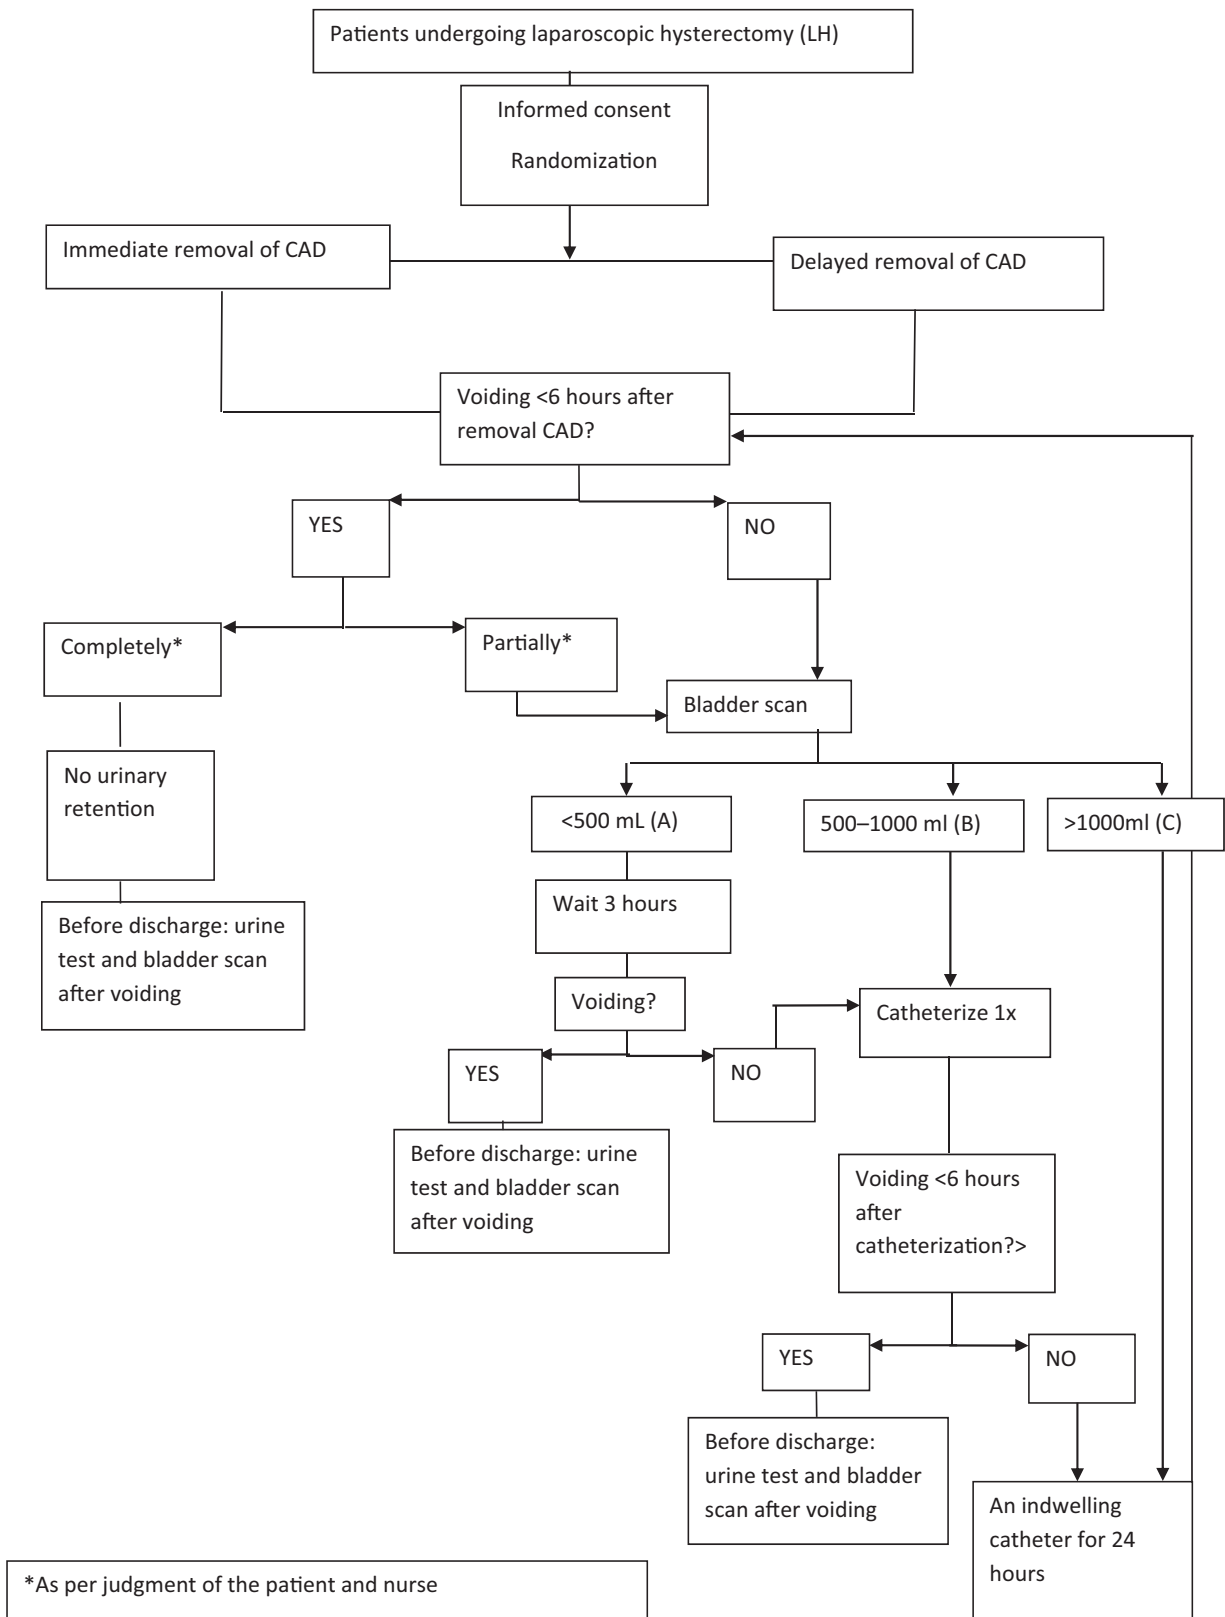 Patients undergoing laparoscopic hysterectomy (LH)
Informed consent
Randomization
Immediate removal of CAD
Delayed removal of CAD
Voiding <6 hours after
removal CAD?
YES
NO
Completely*
Partially*
Bladder scan
No urinary
retention
<500 mL (A)
500–1000 ml (B)
>1000ml (C)
Wait 3 hours
Before discharge: urine
test and bladder scan
after voiding
Voiding?
Catheterize 1x
YES
NO
Before discharge: urine
test and bladder scan
after voiding
Voiding <6 hours
after
catheterization?>
YES
NO
Before discharge:
urine test and bladder
scan after voiding
An indwelling
catheter for 24
hours
*As per judgment of the patient and nurse